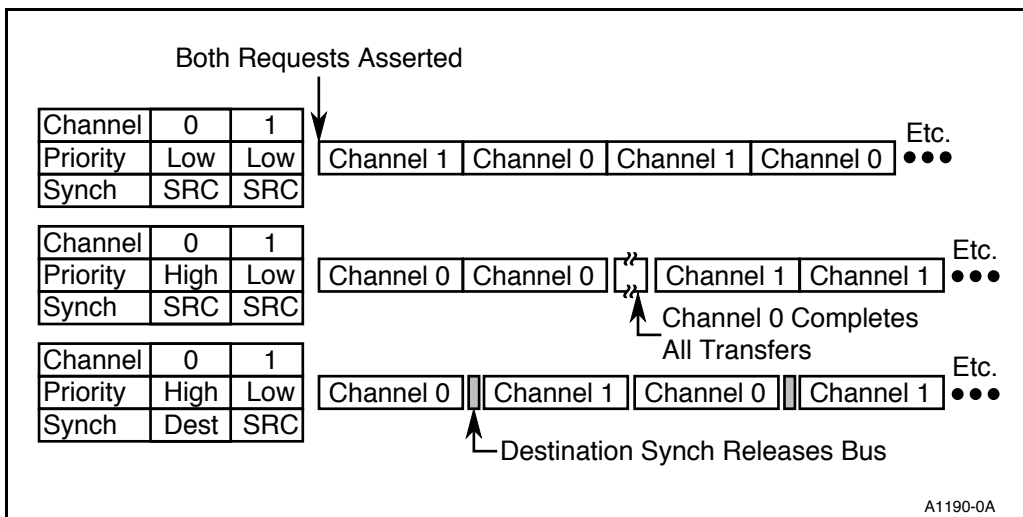 Both Requests Asserted
Channel 0 1
Priority Low Low
Synch SRC SRC
Channel 1 Channel 0 Channel 1 Channel 0
Etc.
Channel 0 1
Priority High Low
Synch SRC SRC
Channel 0 Channel 0 Channel 1 Channel 1
Etc.
Channel 0 Completes
All Transfers
Channel 0 1
Priority High Low
Synch Dest SRC
Channel 0 Channel 1 Channel 0 Channel 1
Etc.
Destination Synch Releases Bus
A1190-0A